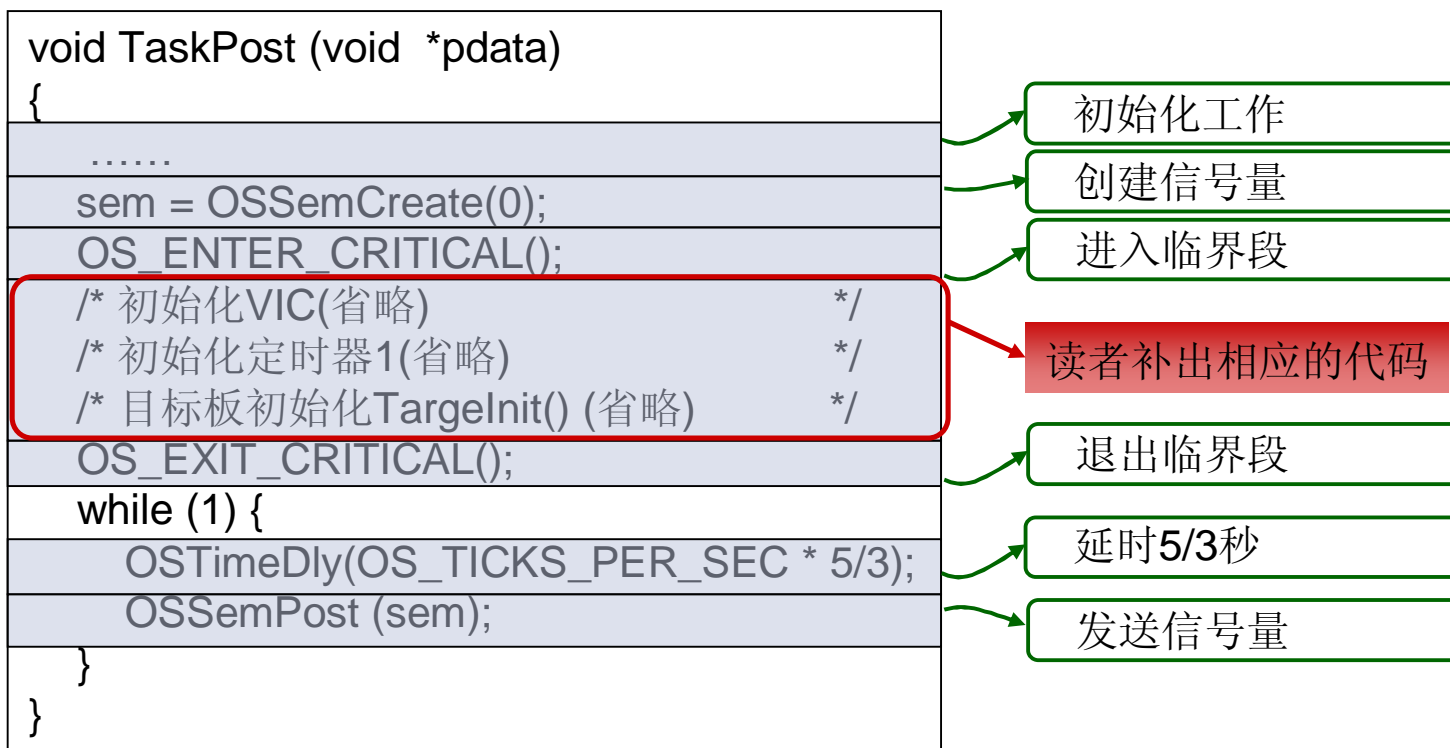 void TaskPost (void *pdata)
{
……
sem = OSSemCreate(0);
OS_ENTER_CRITICAL();
/* 初始化VIC(省略) */
/* 初始化定时器1(省略) */
/* 目标板初始化TargeInit() (省略) */
OS_EXIT_CRITICAL();
while (1) {
OSTimeDly(OS_TICKS_PER_SEC * 5/3);
OSSemPost (sem);
}
}
初始化工作
创建信号量
进入临界段
读者补出相应的代码
退出临界段
延时5/3秒
发送信号量